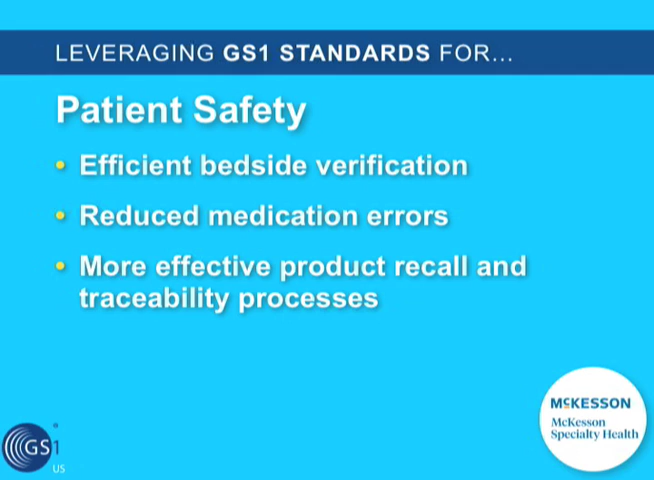 LEVERAGING GS1 STANDARDS FOR...
Patient Safety
• Efficient bedside verification
• Reduced medication errors
• More effective product recall and
traceability processes
GS1
®
US
MCKESSON
McKesson
Specialty Health